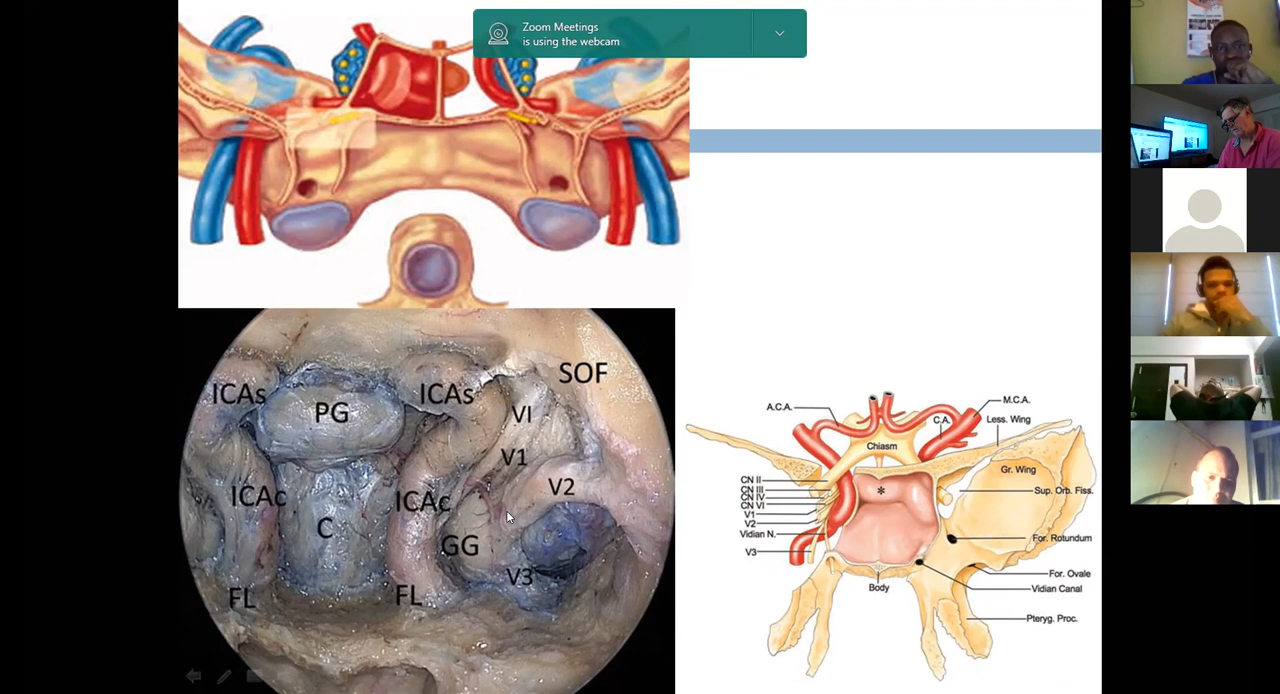 Zoom Meetings
is using the webcam
ICAs
PG
ICAs
SOF
VI
V1
V2
ICAc
C
ICAc
GG
V3
FL
FL
A.C.A.
M.C.A.
C.A.
Less. Wing
Chiasm
Gr. Wing
CN II
CN III
CN IV
CN VI
V1
V2
Vidian N.
V3
*
Sup. Orb. Fiss.
For. Rotundum
For. Ovale
Vidian Canal
Body
Pteryg. Proc.